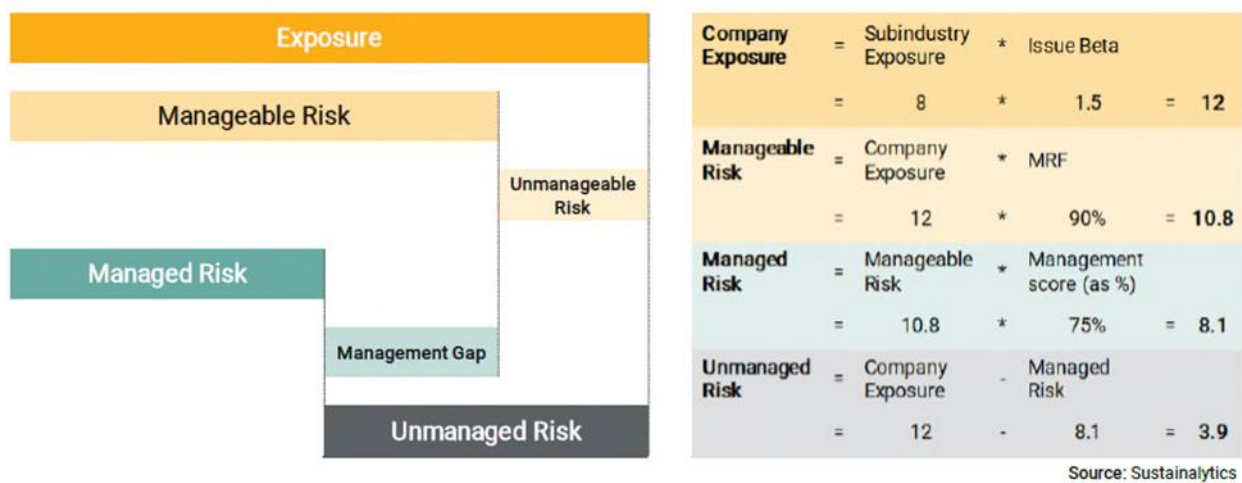 Exposure
Manageable Risk
Unmanageable
Risk
Managed Risk
Management Gap
Unmanaged Risk
Company Exposure = Subindustry Exposure * Issue Beta
= 8 * 1.5 = 12
Manageable Risk = Company Exposure * MRF
= 12 * 90% = 10.8
Managed Risk = Manageable Risk * Management score (as %)
= 10.8 * 75% = 8.1
Unmanaged Risk = Company Exposure - Managed Risk
= 12 - 8.1 = 3.9
Source: Sustainalytics